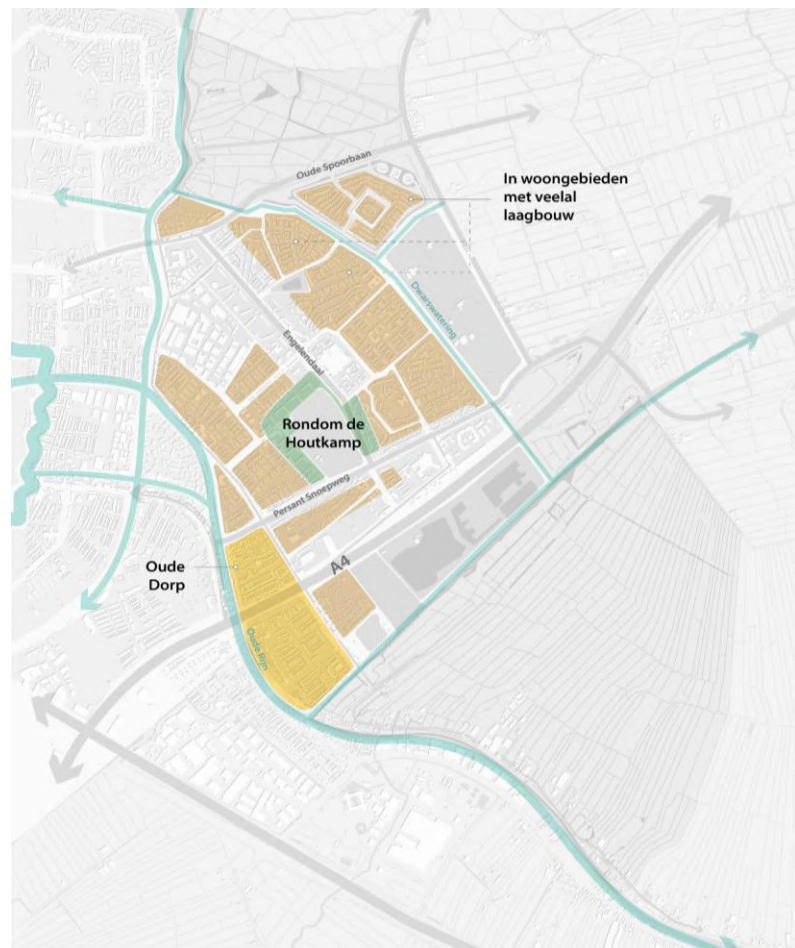 Oude Spoorbaan
In woongebieden
met veelal
laagbouw
Dwarswatering
Engelendaal
Rondom de
Houtkamp
Persant Snoepweg
Oude
Dorp
A4
Oude Rijn